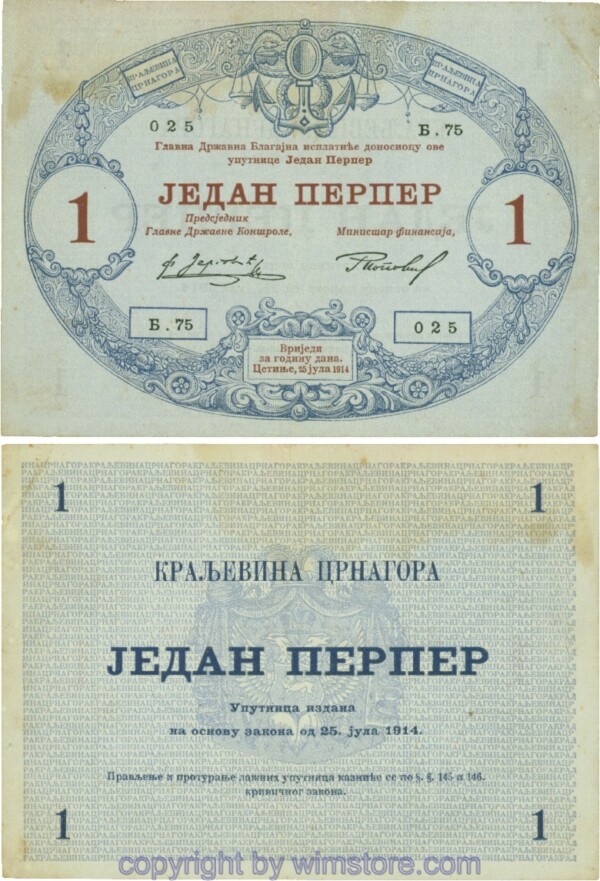 КРАЉЕВИНА
ЦРНАГОРА
КРАЉЕВИНА
ЦРНАГОРА
025
Б.75
Главна Државна Благајна исплатиће доносиоцу ове
упутнице Један Перпер
1
ЈЕДАН ПЕРПЕР
1
Предсједник
Главне Државне Контроле,
Министар финансија,
Б.75
025
Вриједи
за годину дана.
Цетиње, 25 јула 1914
1
1
КРАЉЕВИНА ЦРНАГОРА
ЈЕДАН ПЕРПЕР
Упутница издана
на основу закона од 25. јула 1914.
Прављење и протурање лажних упутница казниће се по §. §. 145 и 146.
кривичног закона.
1
1
copyright by wimstore.com